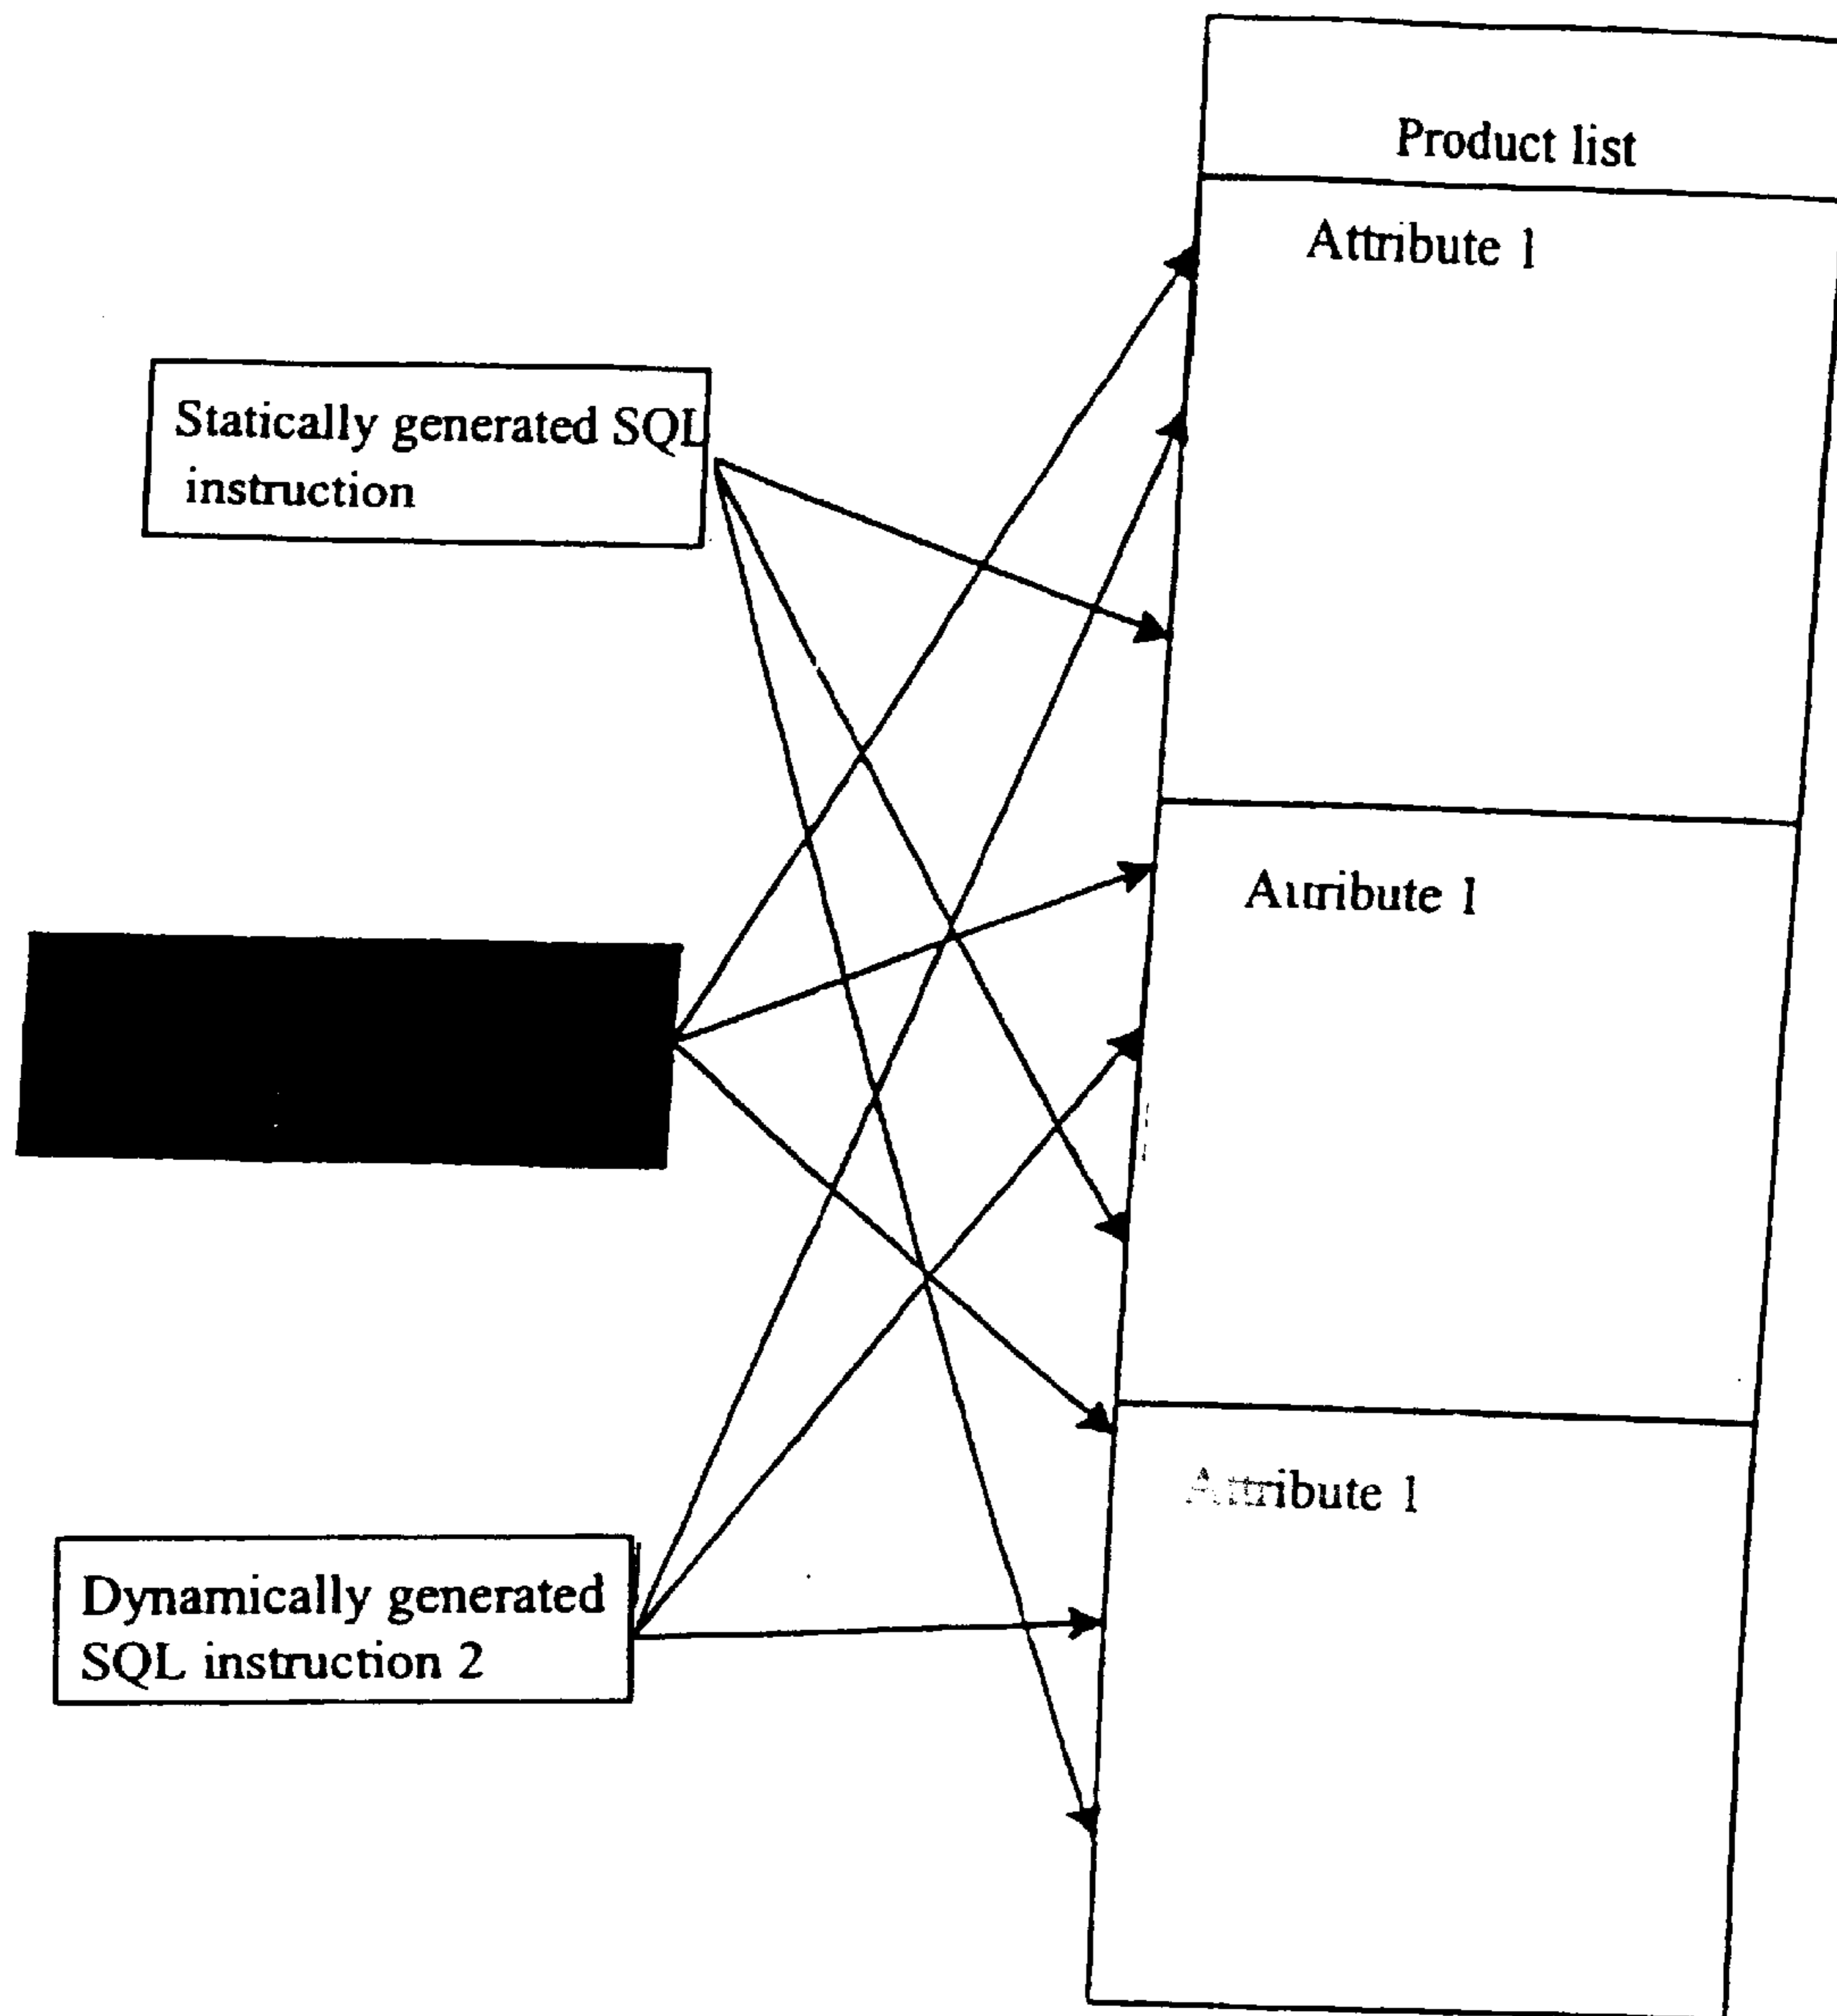 Product list
Attribute 1
Statically generated SQL
instruction
Attribute 1
Attribute 1
Dynamically generated
SQL instruction 2